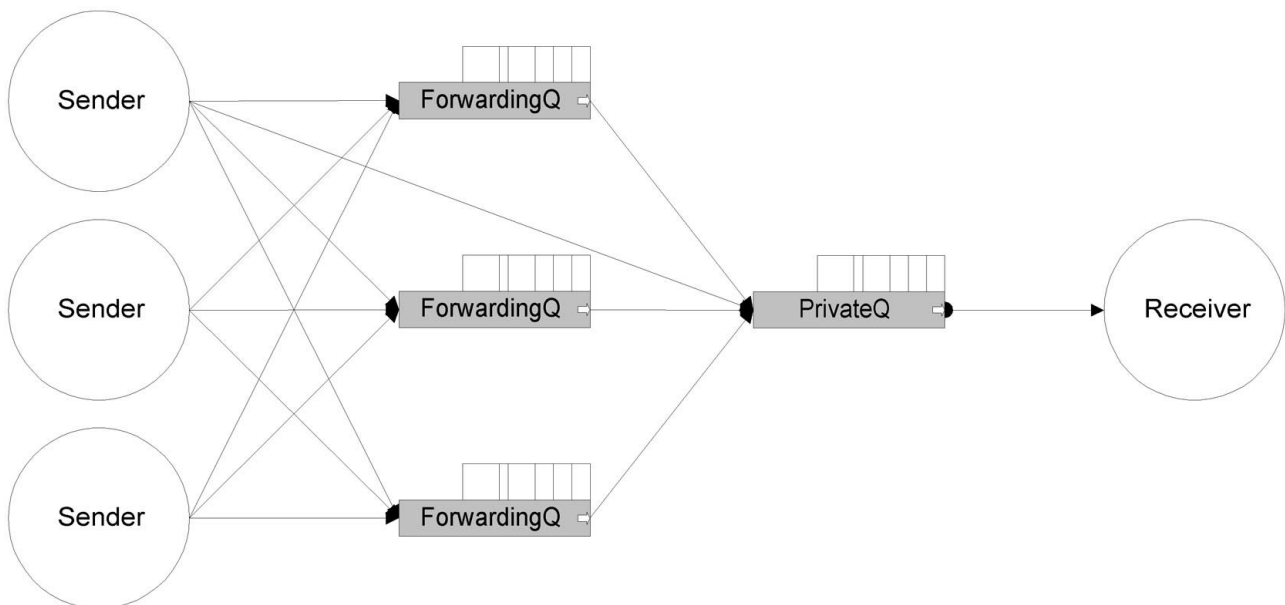 Sender
ForwardingQ
Sender
ForwardingQ
PrivateQ
Receiver
Sender
ForwardingQ